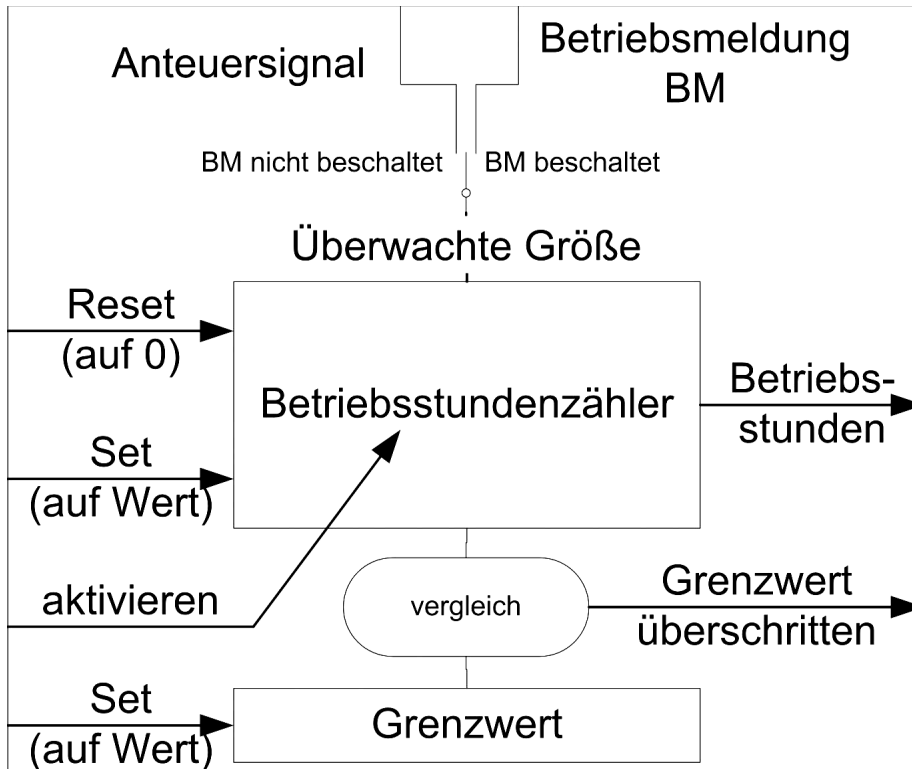 Anteuersignal
Betriebsmeldung
BM
BM nicht beschaltet
BM beschaltet
Überwachte Größe
Reset
(auf 0)
Betriebsstundenzähler
Betriebs-
stunden
Set
(auf Wert)
aktivieren
vergleich
Grenzwert
überschritten
Set
(auf Wert)
Grenzwert